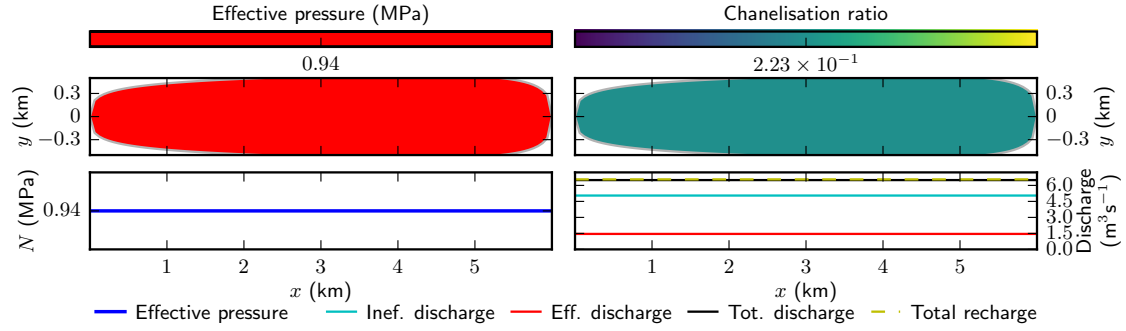 Effective pressure (MPa)
Chanelisation ratio
0.94
2.23 × 10⁻¹
y (km)
0.3
0
−0.3
0.3
0
−0.3
y (km)
N (MPa)
0.94
6.0
4.5
1.5
0.0
Discharge
(m³s⁻¹)
1 2 3 4 5
x (km)
1 2 3 4 5
x (km)
Effective pressure
Inef. discharge
Eff. discharge
Tot. discharge
Total recharge